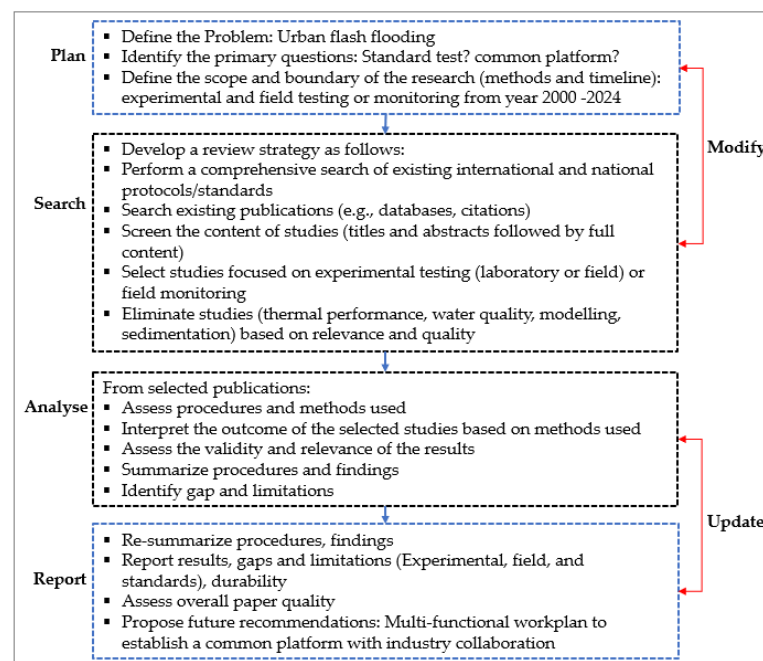 Plan
▪ Define the Problem: Urban flash flooding
▪ Identify the primary questions: Standard test? common platform?
▪ Define the scope and boundary of the research (methods and timeline):
experimental and field testing or monitoring from year 2000 -2024
Modify
Search
▪ Develop a review strategy as follows:
▪ Perform a comprehensive search of existing international and national
protocols/standards
▪ Search existing publications (e.g., databases, citations)
▪ Screen the content of studies (titles and abstracts followed by full
content)
▪ Select studies focused on experimental testing (laboratory or field) or
field monitoring
▪ Eliminate studies (thermal performance, water quality, modelling,
sedimentation) based on relevance and quality
Analyse
From selected publications:
▪ Assess procedures and methods used
▪ Interpret the outcome of the selected studies based on methods used
▪ Assess the validity and relevance of the results
▪ Summarize procedures and findings
▪ Identify gap and limitations
Update
Report
▪ Re-summarize procedures, findings
▪ Report results, gaps and limitations (Experimental, field, and
standards), durability
▪ Assess overall paper quality
▪ Propose future recommendations: Multi-functional workplan to
establish a common platform with industry collaboration